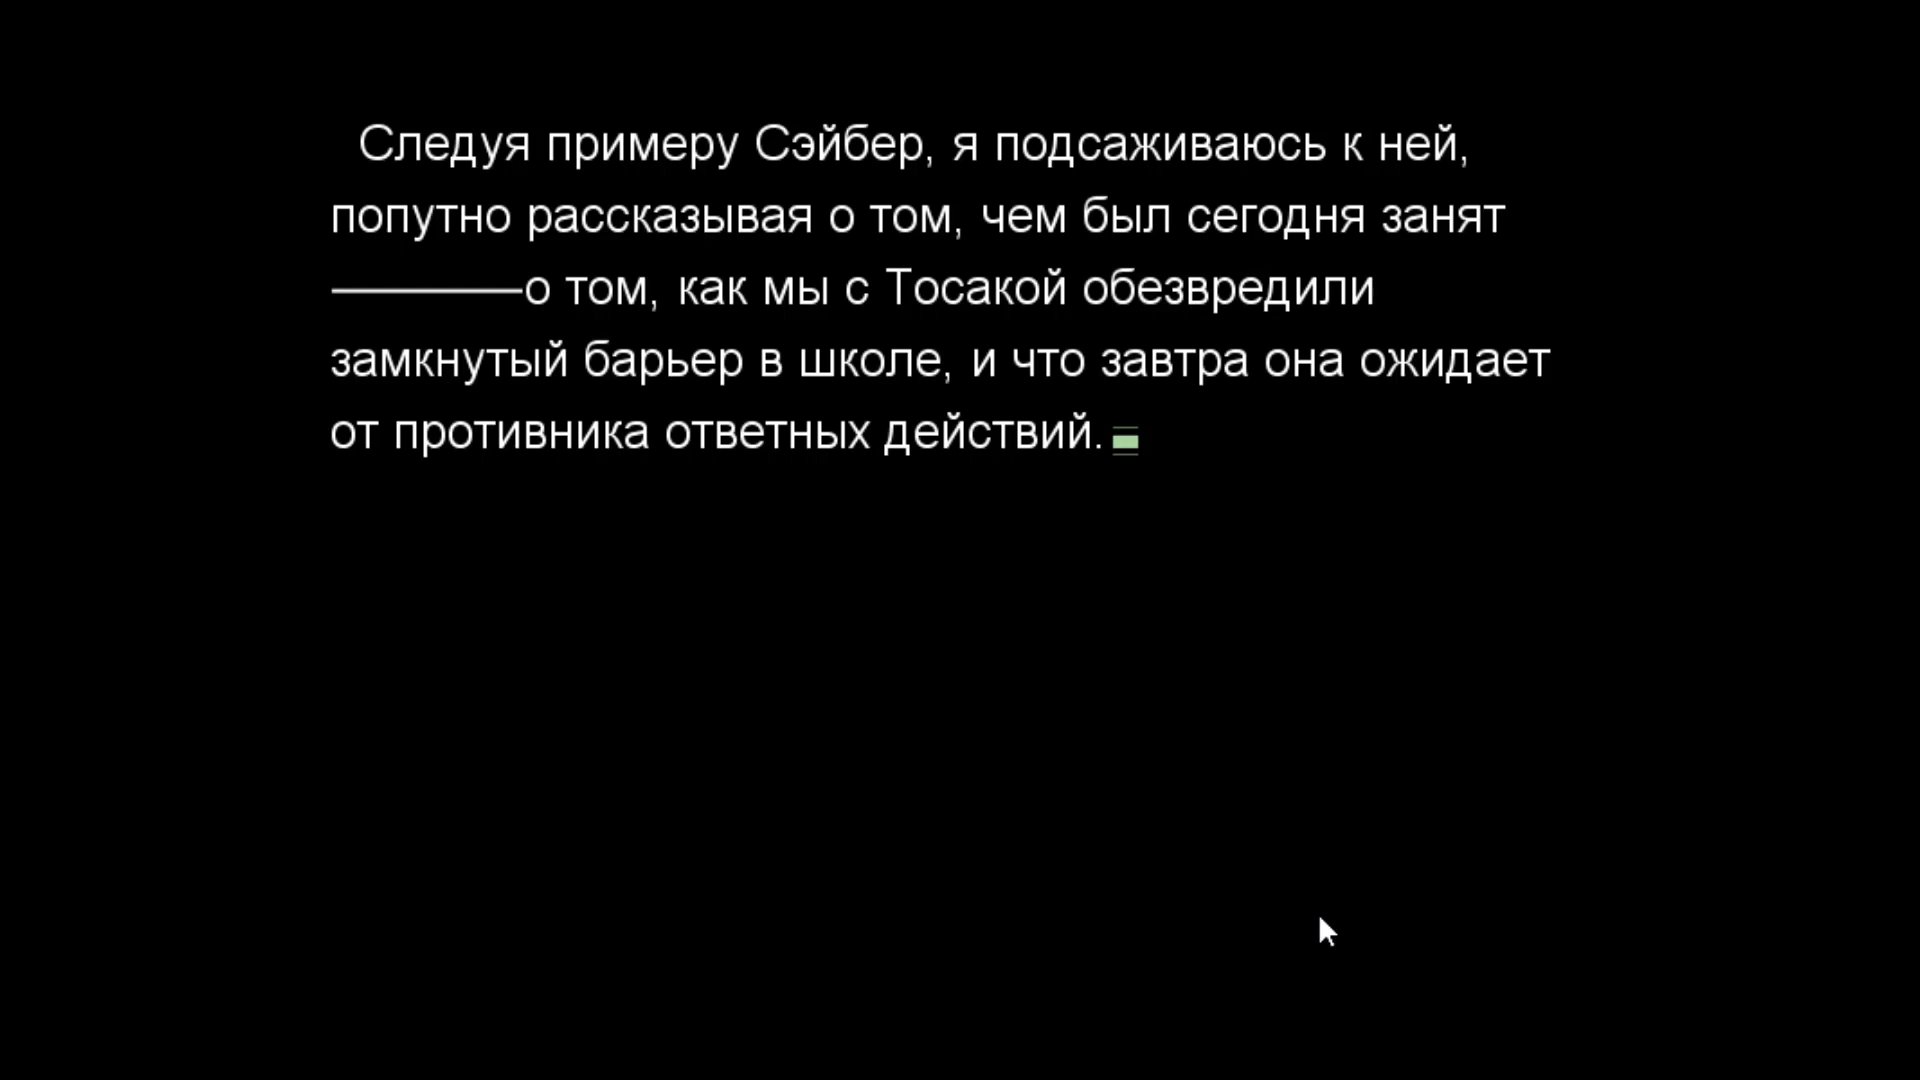 Следуя примеру Сэйбер, я подсаживаюсь к ней,
попутно рассказывая о том, чем был сегодня занят
————о том, как мы с Тосакой обезвредили
замкнутый барьер в школе, и что завтра она ожидает
от противника ответных действий.